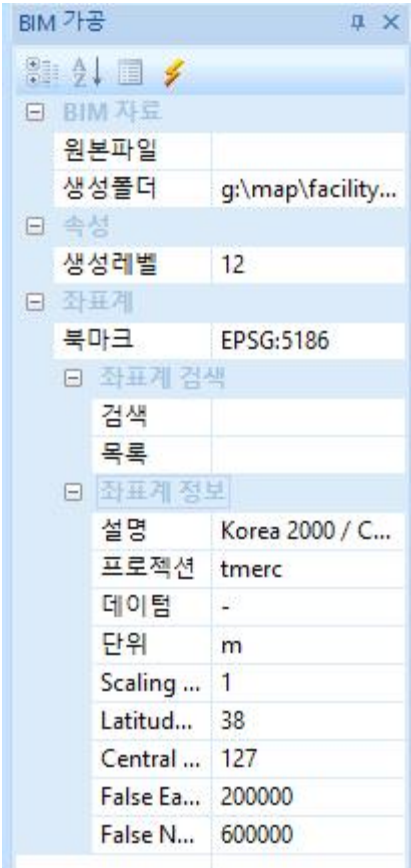 BIM 가공
BIM 자료
원본파일
생성폴더 g:\map\facility...
속성
생성레벨 12
좌표계
북마크 EPSG:5186
좌표계 검색
검색
목록
좌표계 정보
설명 Korea 2000 / C...
프로젝션 tmerc
데이텀 -
단위 m
Scaling ... 1
Latitud... 38
Central ... 127
False Ea... 200000
False N... 600000